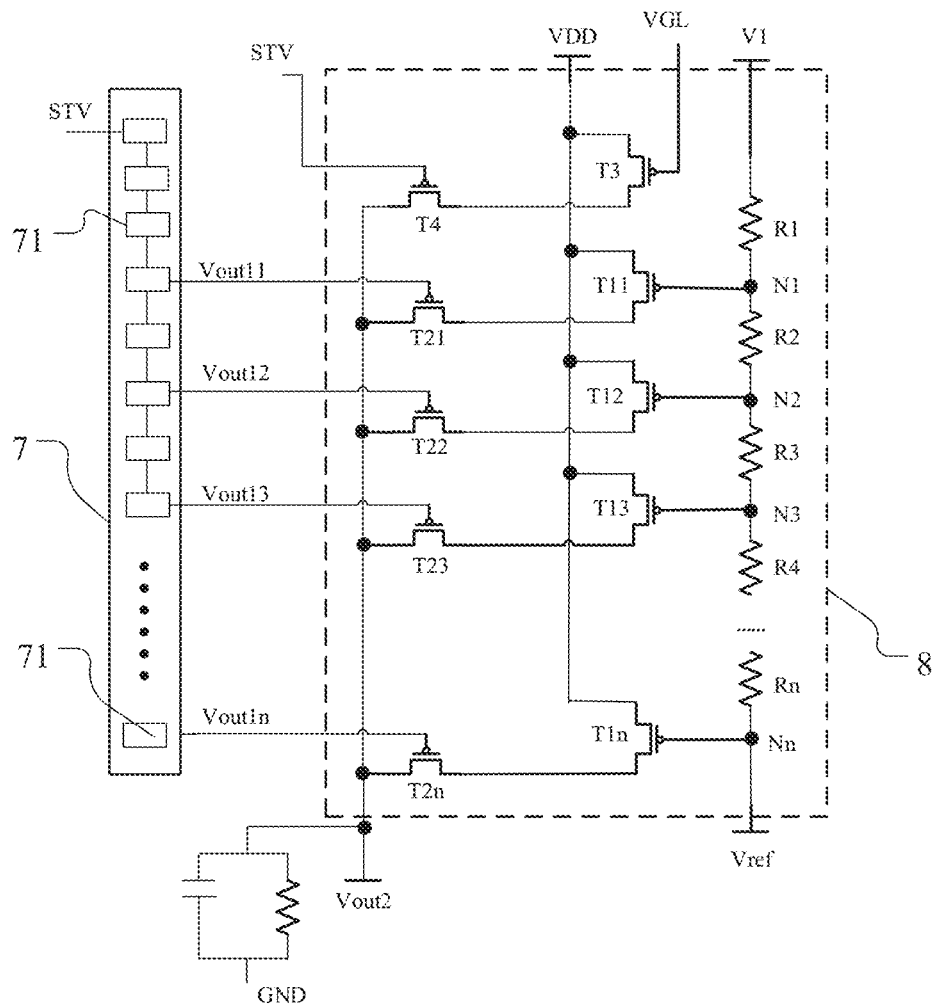 VDD
VGL
V1
STV
STV
T3
T4
R1
71
Vout11
T11
N1
T21
R2
Vout12
T12
N2
T22
R3
7
Vout13
T13
N3
T23
R4
8
71
Rn
Vout1n
T1n
Nn
T2n
Vref
Vout2
GND